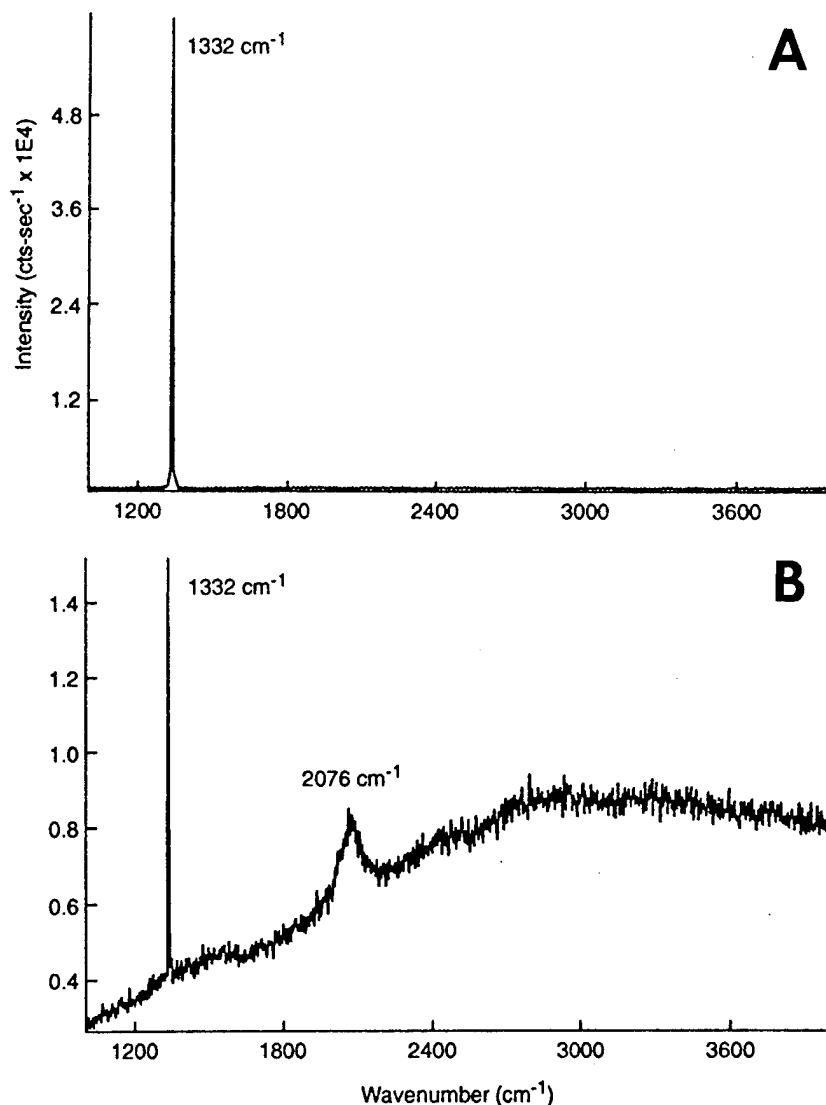 A
1332 cm⁻¹
Intensity (cts-sec⁻¹ x 1E4)
4.8
3.6
2.4
1.2
1200 1800 2400 3000 3600
B
1332 cm⁻¹
2076 cm⁻¹
1.4
1.2
1.0
0.8
0.6
0.4
1200 1800 2400 3000 3600
Wavenumber (cm⁻¹)